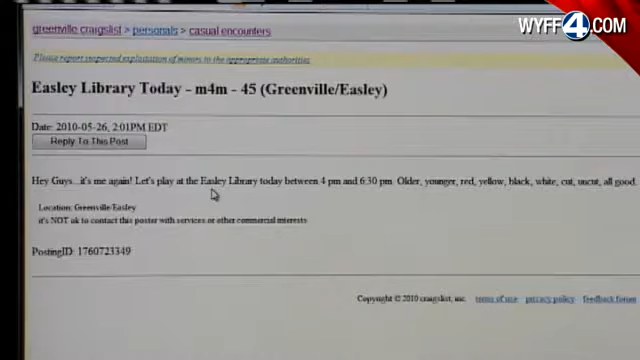 WYFF4.COM
greenville craigslist > personals > casual encounters
Please report suspected exploitation of minors to the appropriate authorities
Easley Library Today - m4m - 45 (Greenville/Easley)
Date: 2010-05-26, 2:01PM EDT
Reply To This Post
Hey Guys...it's me again! Let's play at the Easley Library today between 4 pm and 6:30 pm. Older, younger, red, yellow, black, white, cut, uncut, all good.
Location: Greenville/Easley
it's NOT ok to contact this poster with services or other commercial interests
PostingID: 1760723349
Copyright © 2010 craigslist, inc. terms of use privacy policy feedback forum